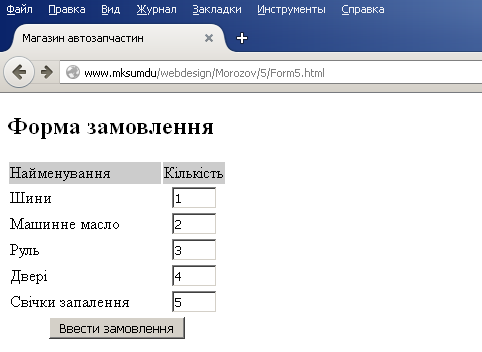 Файл Правка Вид Журнал Закладки Инструменты Справка
Магазин автозапчастин
www.mksumdu/webdesign/Morozov/5/Form5.html
Форма замовлення
Найменування Кількість
Шини 1
Машинне масло 2
Руль 3
Двері 4
Свічки запалення 5
Ввести замовлення